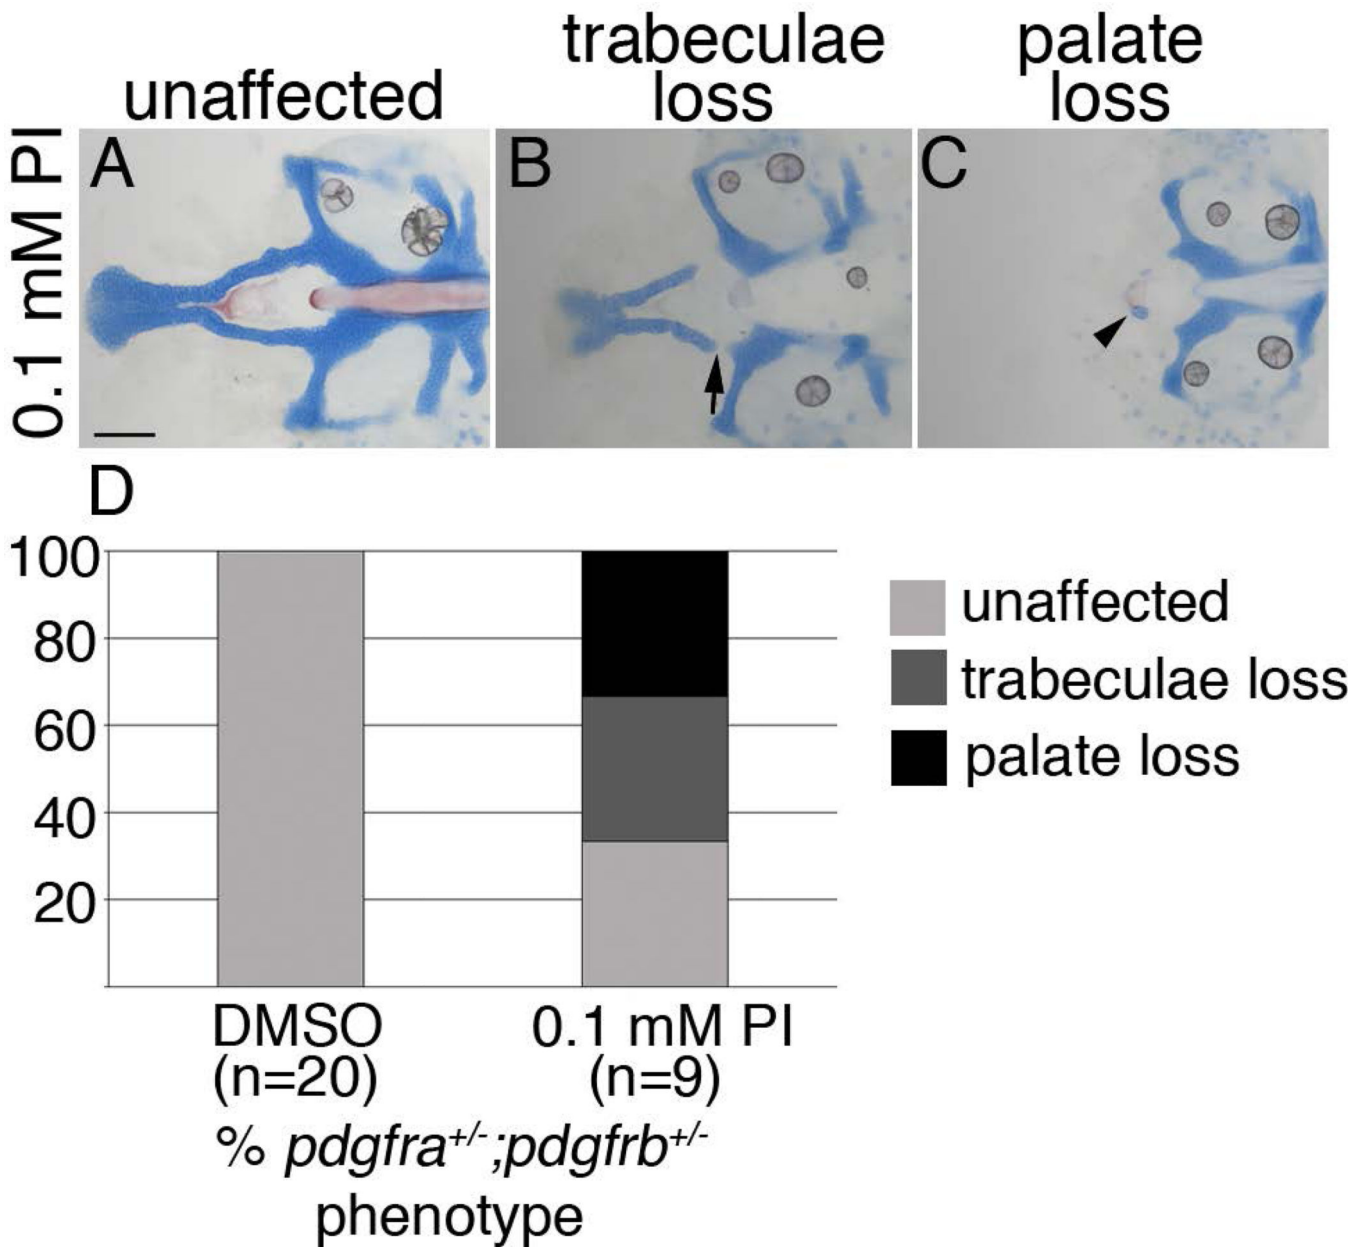 unaffected
trabeculae
loss
palate
loss
0.1 mM PI
A
B
C
D
100
80
60
40
20
unaffected
trabeculae loss
palate loss
DMSO
(n=20)
0.1 mM PI
(n=9)
% pdgfra+/-;pdgfrb+/-
phenotype